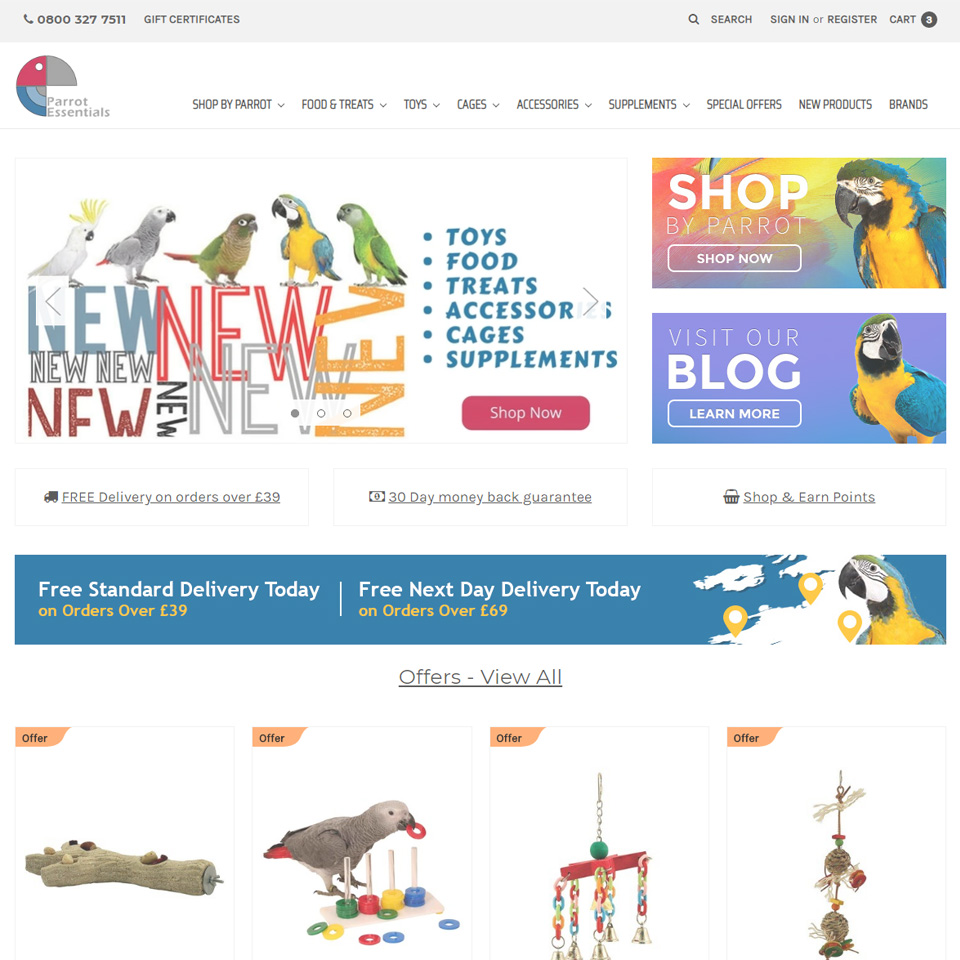 0800 327 7511
GIFT CERTIFICATES
SEARCH
SIGN IN or REGISTER
CART 3
Parrot
Essentials
SHOP BY PARROT
FOOD & TREATS
TOYS
CAGES
ACCESSORIES
SUPPLEMENTS
SPECIAL OFFERS
NEW PRODUCTS
BRANDS
NEW
NEW NEW
NEW
NEW
NEW
NEW
NEW
• TOYS
• FOOD
• TREATS
• ACCESSORIES
• CAGES
• SUPPLEMENTS
Shop Now
SHOP
BY PARROT
SHOP NOW
VISIT OUR
BLOG
LEARN MORE
FREE Delivery on orders over £39
30 Day money back guarantee
Shop & Earn Points
Free Standard Delivery Today
on Orders Over £39
Free Next Day Delivery Today
on Orders Over £69
Offers - View All
Offer
Offer
Offer
Offer